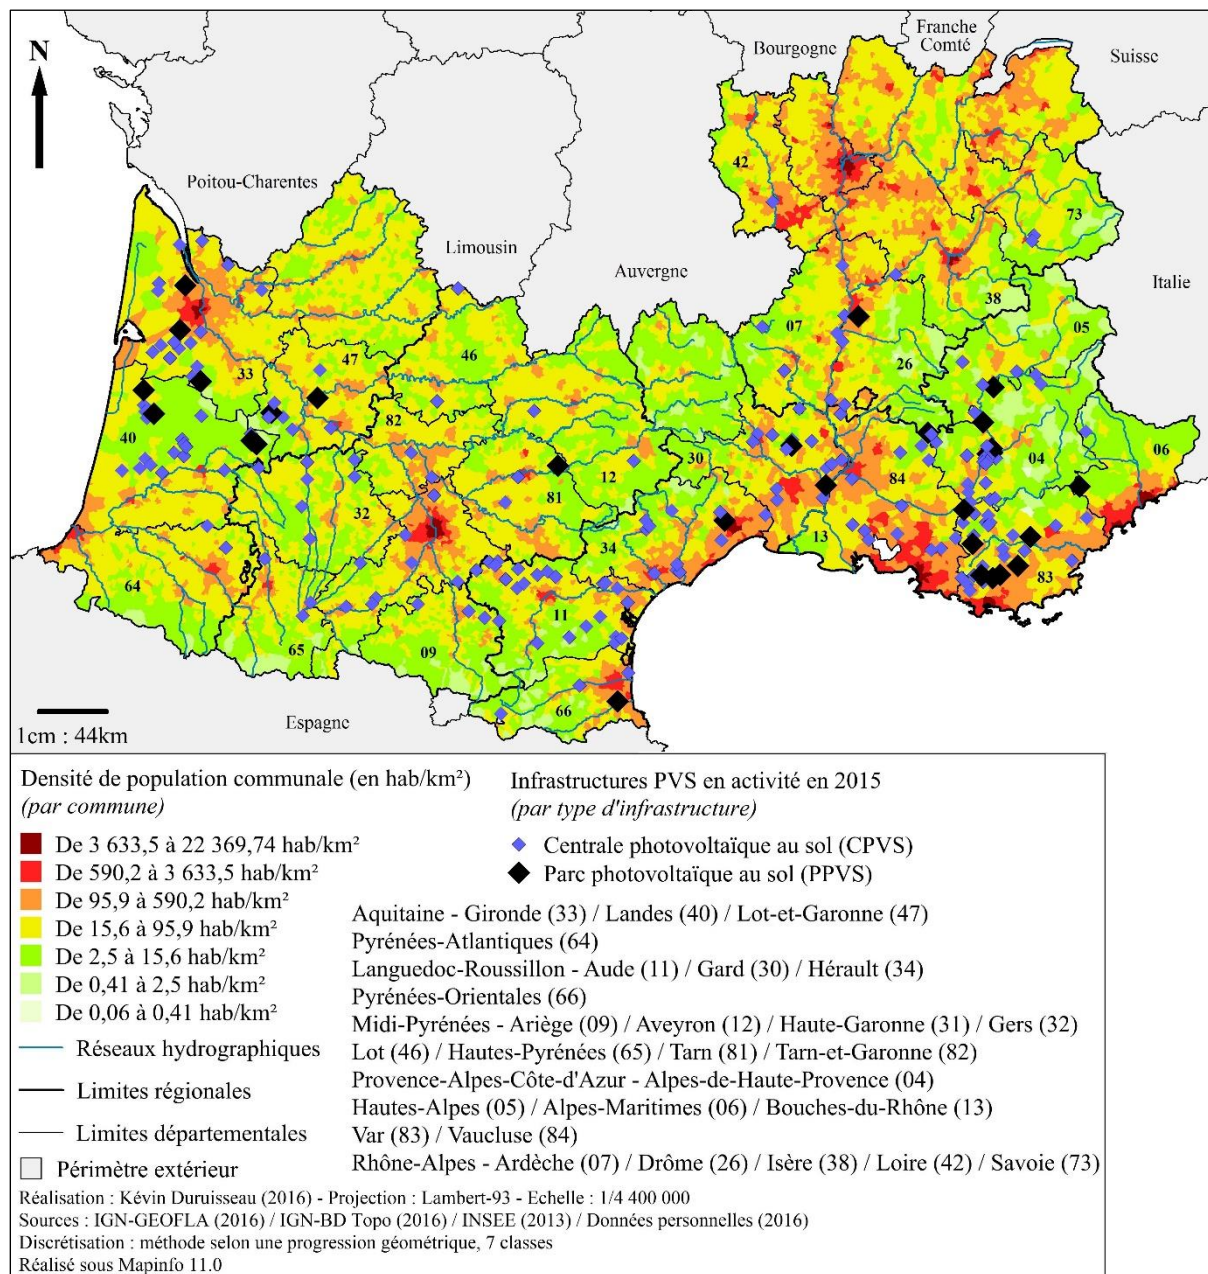 Bourgogne
Franche
Comté
Suisse
N
42
Poitou-Charentes
73
Limousin
Auvergne
Italie
38
07
05
26
33
47
46
82
40
30
12
04
06
81
84
32
34
13
64
83
11
65
09
66
Espagne
1cm : 44km
Densité de population communale (en hab/km²)
(par commune)
De 3 633,5 à 22 369,74 hab/km²
De 590,2 à 3 633,5 hab/km²
De 95,9 à 590,2 hab/km²
De 15,6 à 95,9 hab/km²
De 2,5 à 15,6 hab/km²
De 0,41 à 2,5 hab/km²
De 0,06 à 0,41 hab/km²
Réseaux hydrographiques
Limites régionales
Limites départementales
Périmètre extérieur
Infrastructures PVS en activité en 2015
(par type d'infrastructure)
Centrale photovoltaïque au sol (CPVS)
Parc photovoltaïque au sol (PPVS)
Aquitaine - Gironde (33) / Landes (40) / Lot-et-Garonne (47)
Pyrénées-Atlantiques (64)
Languedoc-Roussillon - Aude (11) / Gard (30) / Hérault (34)
Pyrénées-Orientales (66)
Midi-Pyrénées - Ariège (09) / Aveyron (12) / Haute-Garonne (31) / Gers (32)
Lot (46) / Hautes-Pyrénées (65) / Tarn (81) / Tarn-et-Garonne (82)
Provence-Alpes-Côte-d'Azur - Alpes-de-Haute-Provence (04)
Hautes-Alpes (05) / Alpes-Maritimes (06) / Bouches-du-Rhône (13)
Var (83) / Vaucluse (84)
Rhône-Alpes - Ardèche (07) / Drôme (26) / Isère (38) / Loire (42) / Savoie (73)
Réalisation : Kévin Duruisseau (2016) - Projection : Lambert-93 - Echelle : 1/4 400 000
Sources : IGN-GEOFLA (2016) / IGN-BD Topo (2016) / INSEE (2013) / Données personnelles (2016)
Discrétisation : méthode selon une progression géométrique, 7 classes
Réalisé sous Mapinfo 11.0